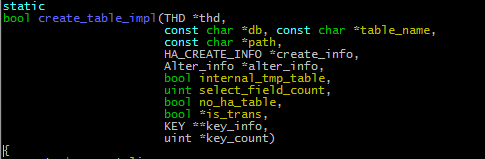 static
bool create_table_impl(THD *thd,
const char *db, const char *table_name,
const char *path,
HA_CREATE_INFO *create_info,
Alter_info *alter_info,
bool internal_tmp_table,
uint select_field_count,
bool no_ha_table,
bool *is_trans,
KEY **key_info,
uint *key_count)
{